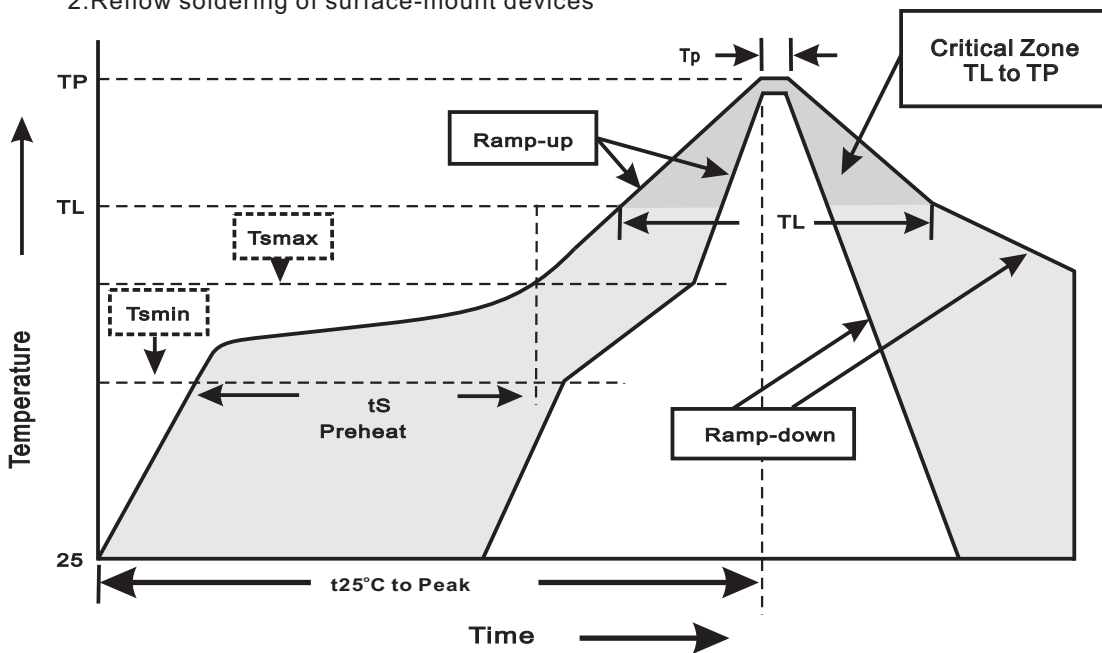 2.Reflow soldering of surface-mount devices
Tp
Critical Zone
TL to TP
TP
Ramp-up
TL
TL
Tsmax
Tsmin
tS
Preheat
Ramp-down
Temperature
25
t25°C to Peak
Time